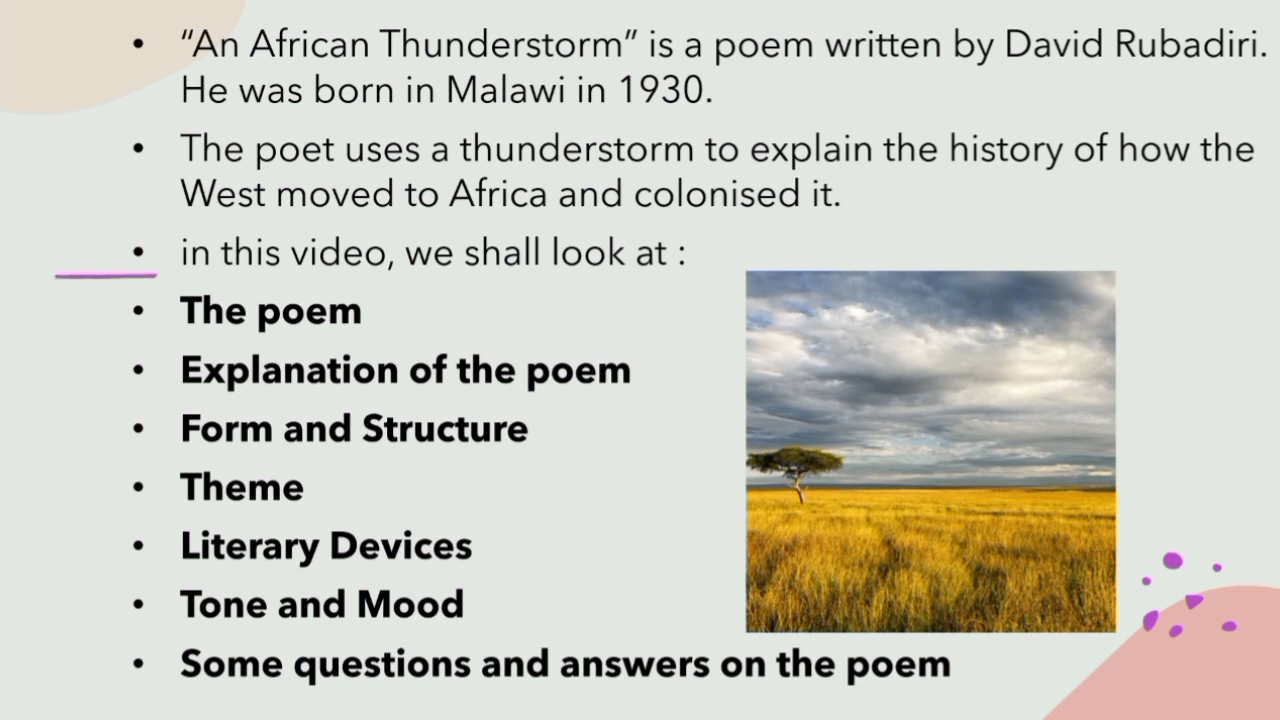 • “An African Thunderstorm” is a poem written by David Rubadiri.
He was born in Malawi in 1930.
• The poet uses a thunderstorm to explain the history of how the
West moved to Africa and colonised it.
• in this video, we shall look at :
• The poem
• Explanation of the poem
• Form and Structure
• Theme
• Literary Devices
• Tone and Mood
• Some questions and answers on the poem